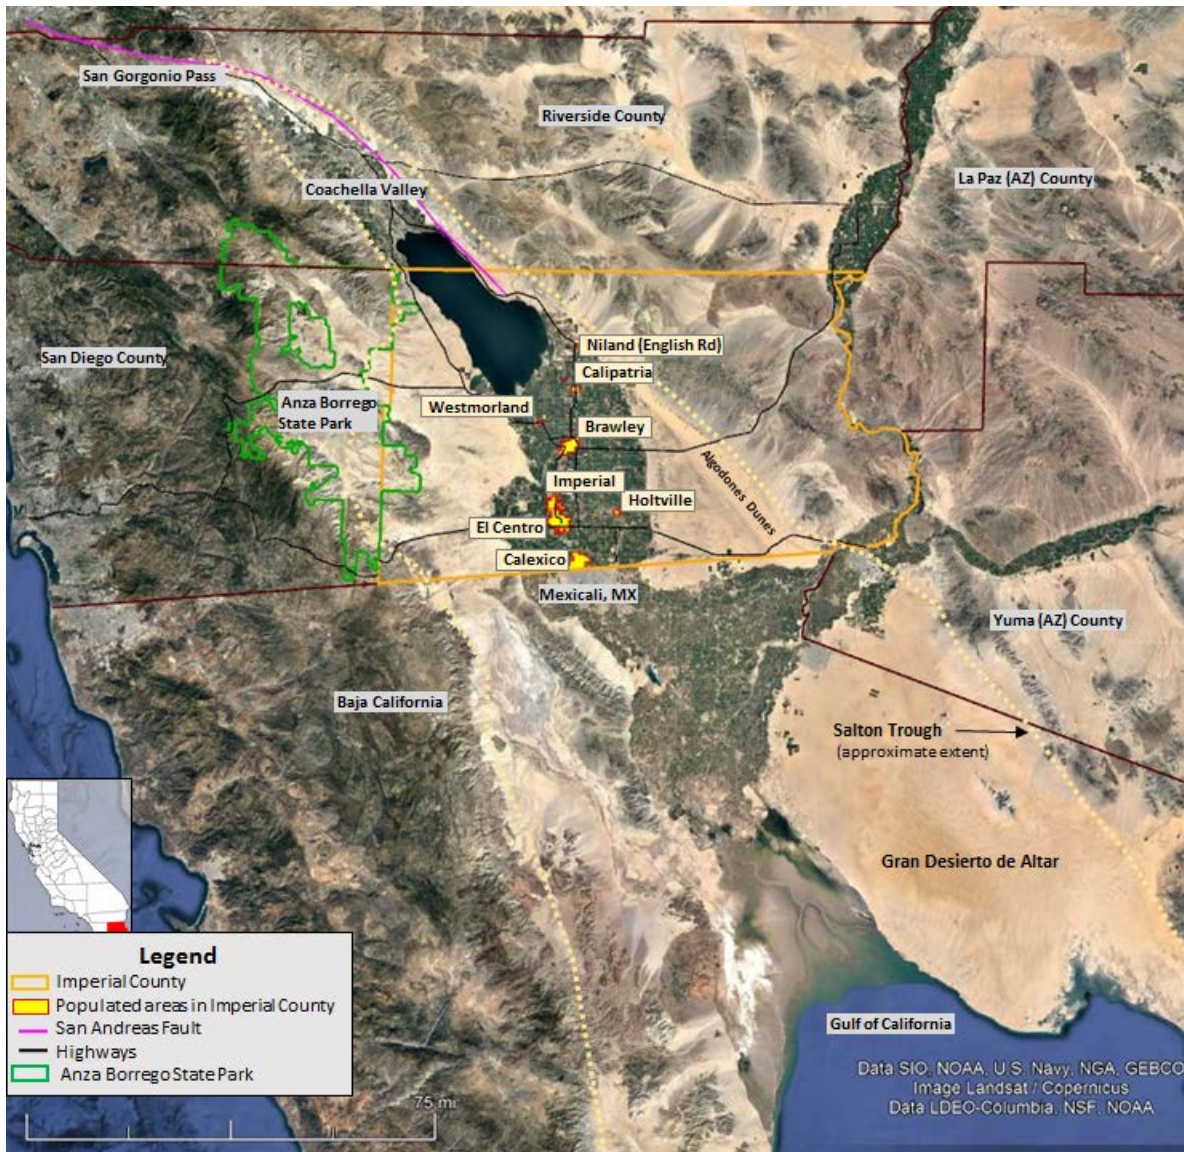 San Gorgonio Pass
Riverside County
La Paz (AZ) County
Coachella Valley
San Diego County
Niland (English Rd)
Calipatria
Anza Borrego
State Park
Westmorland
Brawley
Algodones Dunes
Imperial
Holtville
El Centro
Calexico
Mexicali, MX
Yuma (AZ) County
Baja California
Salton Trough
(approximate extent)
Gran Desierto de Altar
Gulf of California
Legend
Imperial County
Populated areas in Imperial County
San Andreas Fault
Highways
Anza Borrego State Park
75 mi
Data SIO, NOAA, U.S. Navy, NGA, GEBCO
Image Landsat / Copernicus
Data LDEO-Columbia, NSF, NOAA